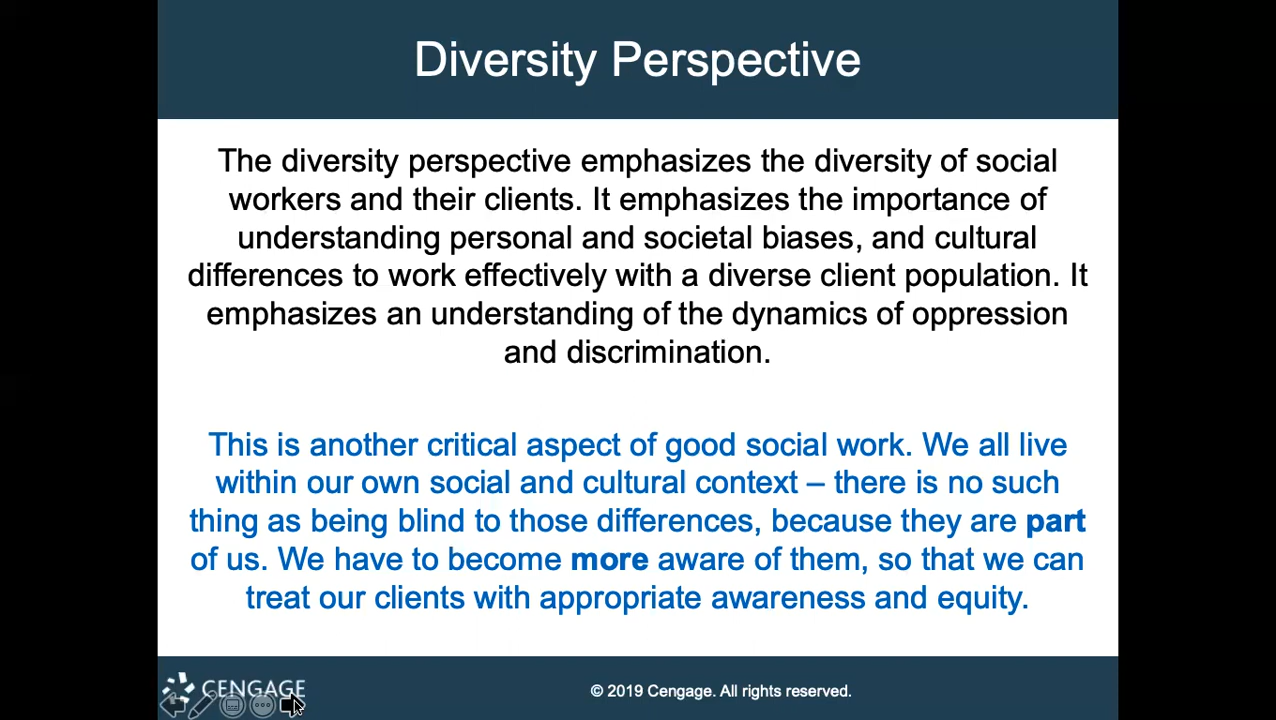 Diversity Perspective
The diversity perspective emphasizes the diversity of social
workers and their clients. It emphasizes the importance of
understanding personal and societal biases, and cultural
differences to work effectively with a diverse client population. It
emphasizes an understanding of the dynamics of oppression
and discrimination.
This is another critical aspect of good social work. We all live
within our own social and cultural context – there is no such
thing as being blind to those differences, because they are part
of us. We have to become more aware of them, so that we can
treat our clients with appropriate awareness and equity.
CENGAGE
© 2019 Cengage. All rights reserved.